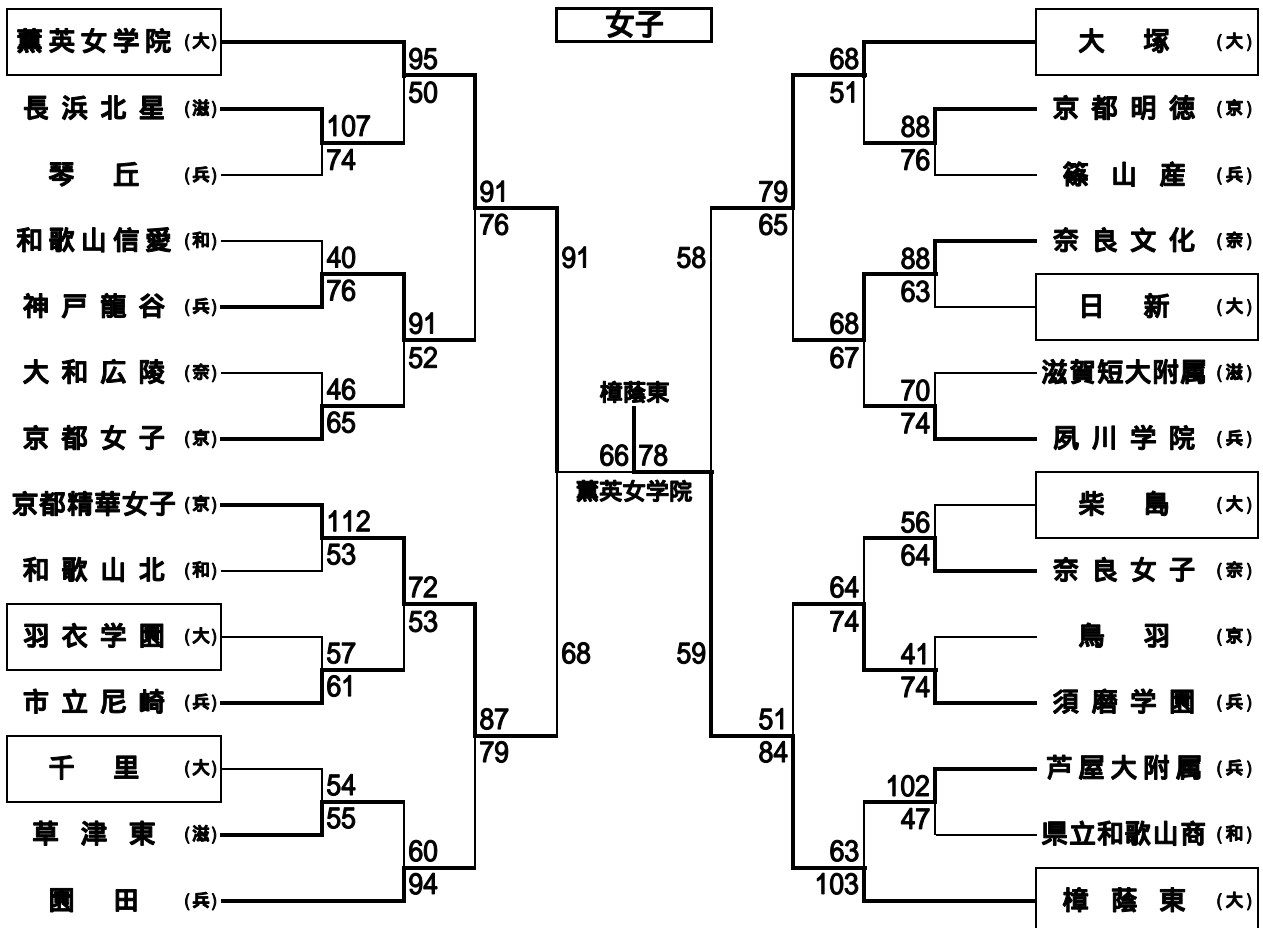 女子
薫英女学院 (大)
95
50
長浜北星 (滋)
107
74
琴丘 (兵)
91
76
和歌山信愛 (和)
40
76
神戸龍谷 (兵)
91
52
大和広陵 (奈)
46
65
京都女子 (京)
91
68
京都精華女子 (京)
112
53
和歌山北 (和)
72
53
羽衣学園 (大)
57
61
市立尼崎 (兵)
87
79
千里 (大)
54
55
草津東 (滋)
60
94
園田 (兵)
樟蔭東
66 78
薫英女学院
58
59
大塚 (大)
68
51
京都明徳 (京)
88
76
篠山産 (兵)
79
65
奈良文化 (奈)
88
63
日新 (大)
68
67
滋賀短大附属 (滋)
70
74
夙川学院 (兵)
柴島 (大)
56
64
奈良女子 (奈)
64
74
鳥羽 (京)
41
74
須磨学園 (兵)
51
84
芦屋大附属 (兵)
102
47
県立和歌山商 (和)
63
103
樟蔭東 (大)